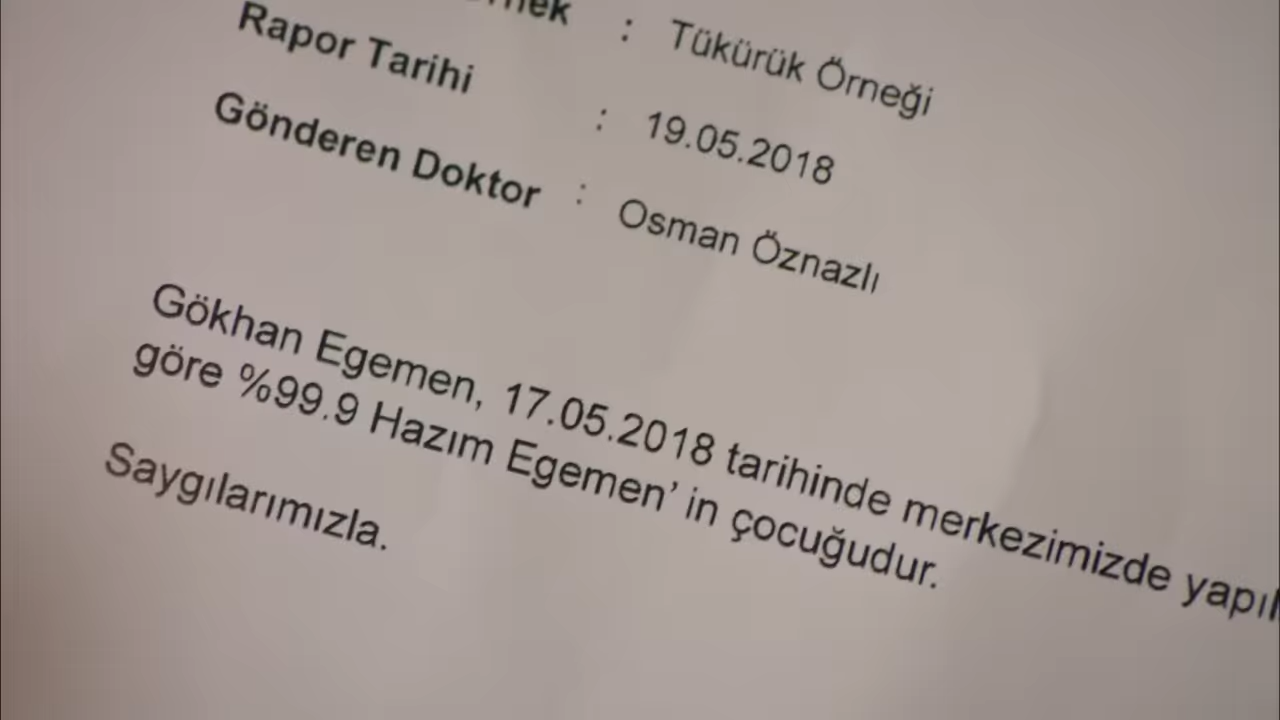 : Tükürük Örneği
Rapor Tarihi : 19.05.2018
Gönderen Doktor : Osman Öznazlı
Gökhan Egemen, 17.05.2018 tarihinde merkezimizde
göre %99.9 Hazım Egemen’ in çocuğudur.
Saygılarımızla.